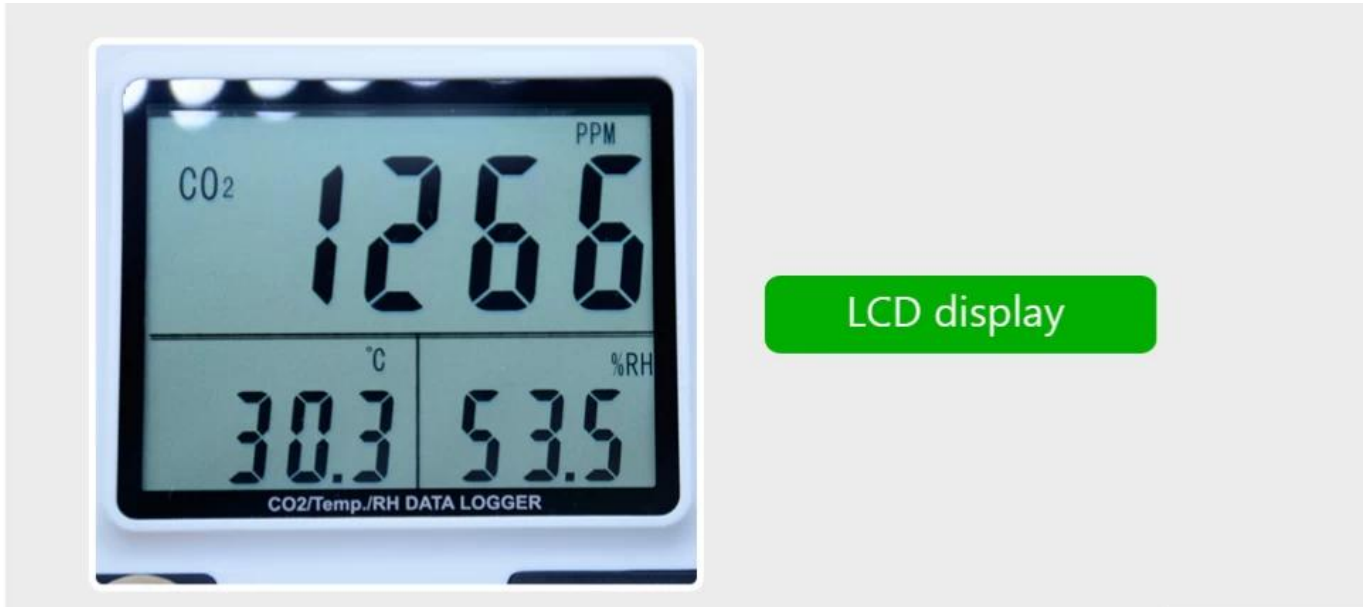 PPM
CO2 1266
°C %RH
30.3 53.5
CO2/Temp./RH DATA LOGGER
LCD display